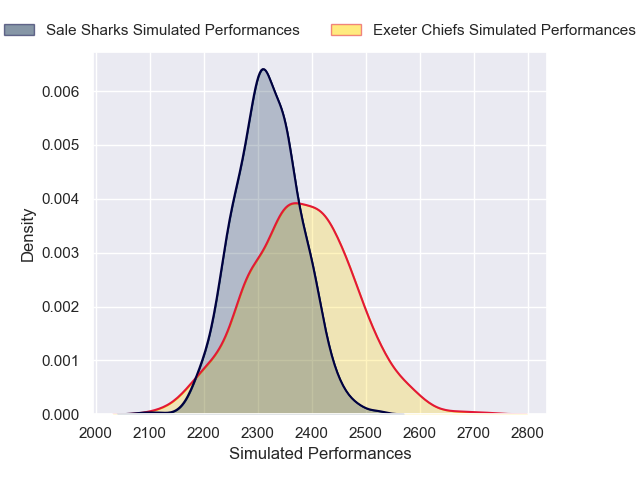 Sale Sharks Simulated Performances Exeter Chiefs Simulated Performances
0.006
0.005
0.004
0.003
0.002
0.001
0.000
Density
2000 2100 2200 2300 2400 2500 2600 2700 2800
Simulated Performances